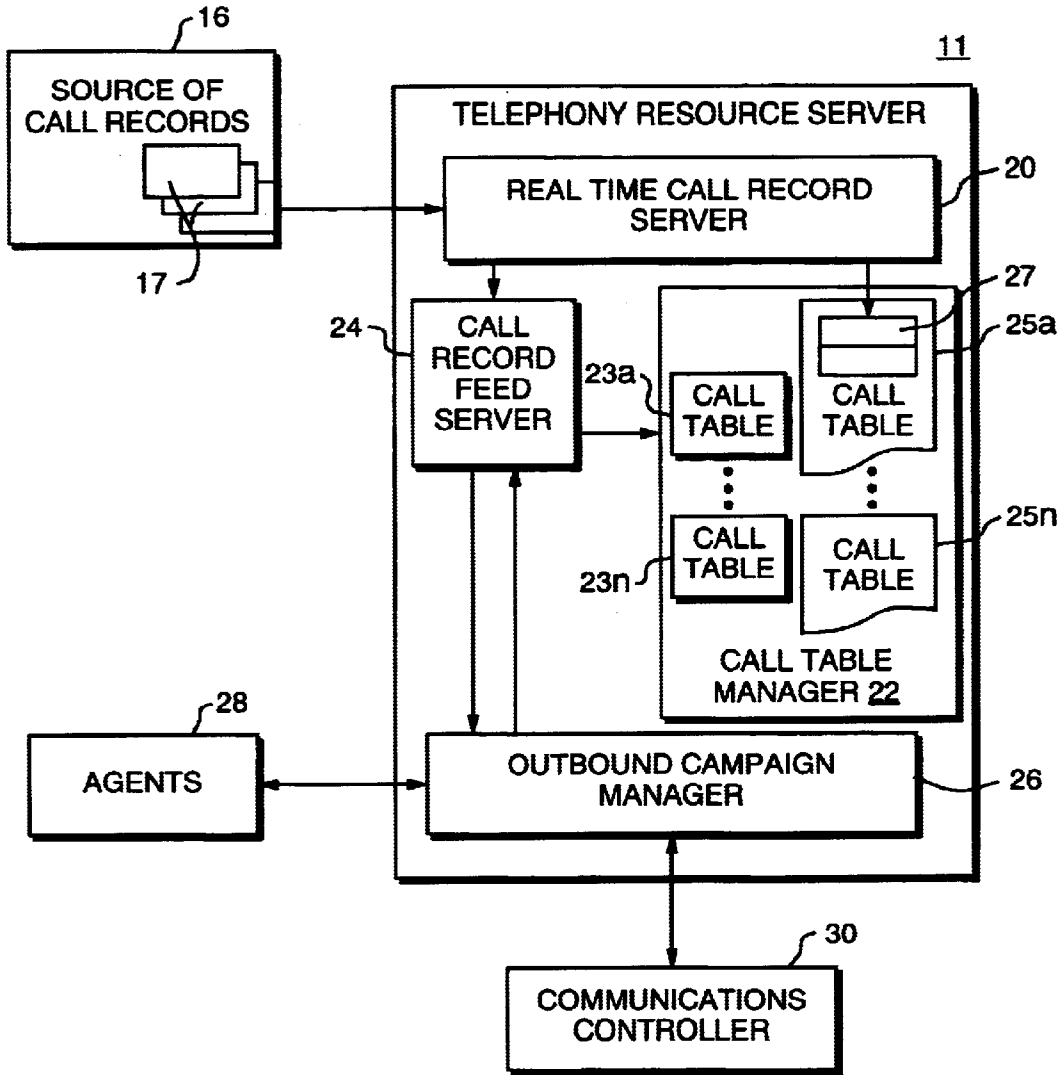 16
11
SOURCE OF
CALL RECORDS
17
TELEPHONY RESOURCE SERVER
REAL TIME CALL RECORD
SERVER
20
24
CALL
RECORD
FEED
SERVER
27
25a
23a
CALL
TABLE
CALL
TABLE
25n
23n
CALL
TABLE
CALL
TABLE
CALL TABLE
MANAGER 22
28
AGENTS
OUTBOUND CAMPAIGN
MANAGER
26
30
COMMUNICATIONS
CONTROLLER